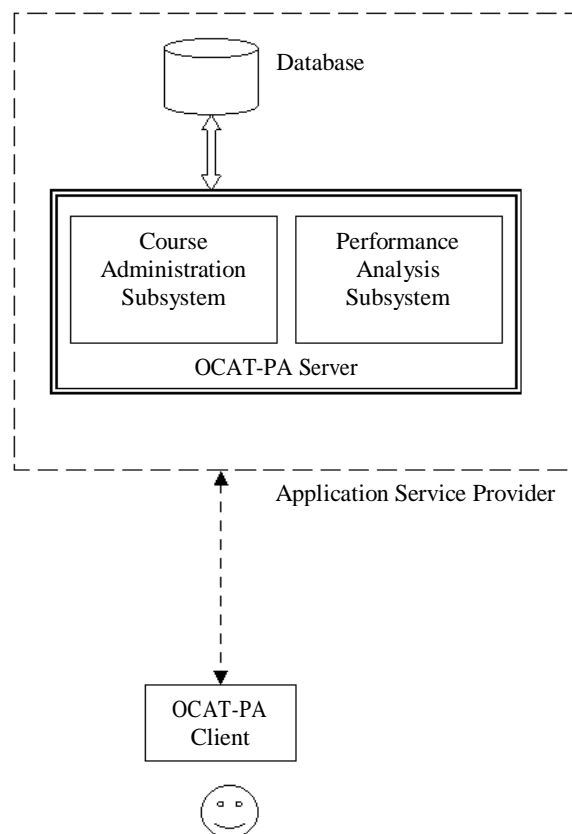 Database
Course
Administration
Subsystem
Performance
Analysis
Subsystem
OCAT-PA Server
Application Service Provider
OCAT-PA
Client